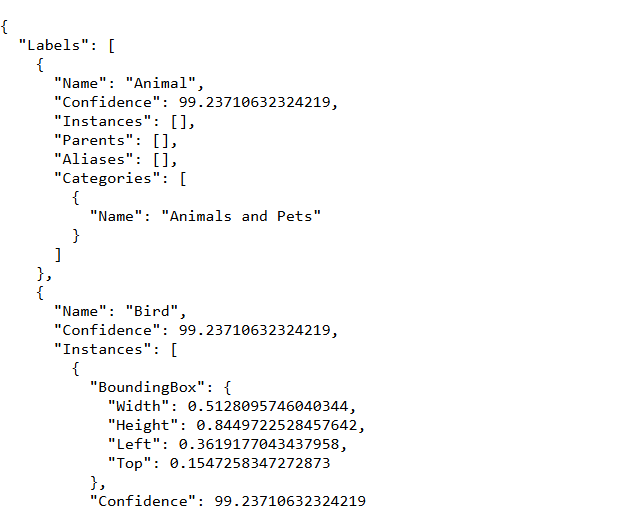 {
  "Labels": [
    {
      "Name": "Animal",
      "Confidence": 99.23710632324219,
      "Instances": [],
      "Parents": [],
      "Aliases": [],
      "Categories": [
        {
          "Name": "Animals and Pets"
        }
      ]
    },
    {
      "Name": "Bird",
      "Confidence": 99.23710632324219,
      "Instances": [
        {
          "BoundingBox": {
            "Width": 0.5128095746040344,
            "Height": 0.8449722528457642,
            "Left": 0.3619177043437958,
            "Top": 0.1547258347272873
          },
          "Confidence": 99.23710632324219